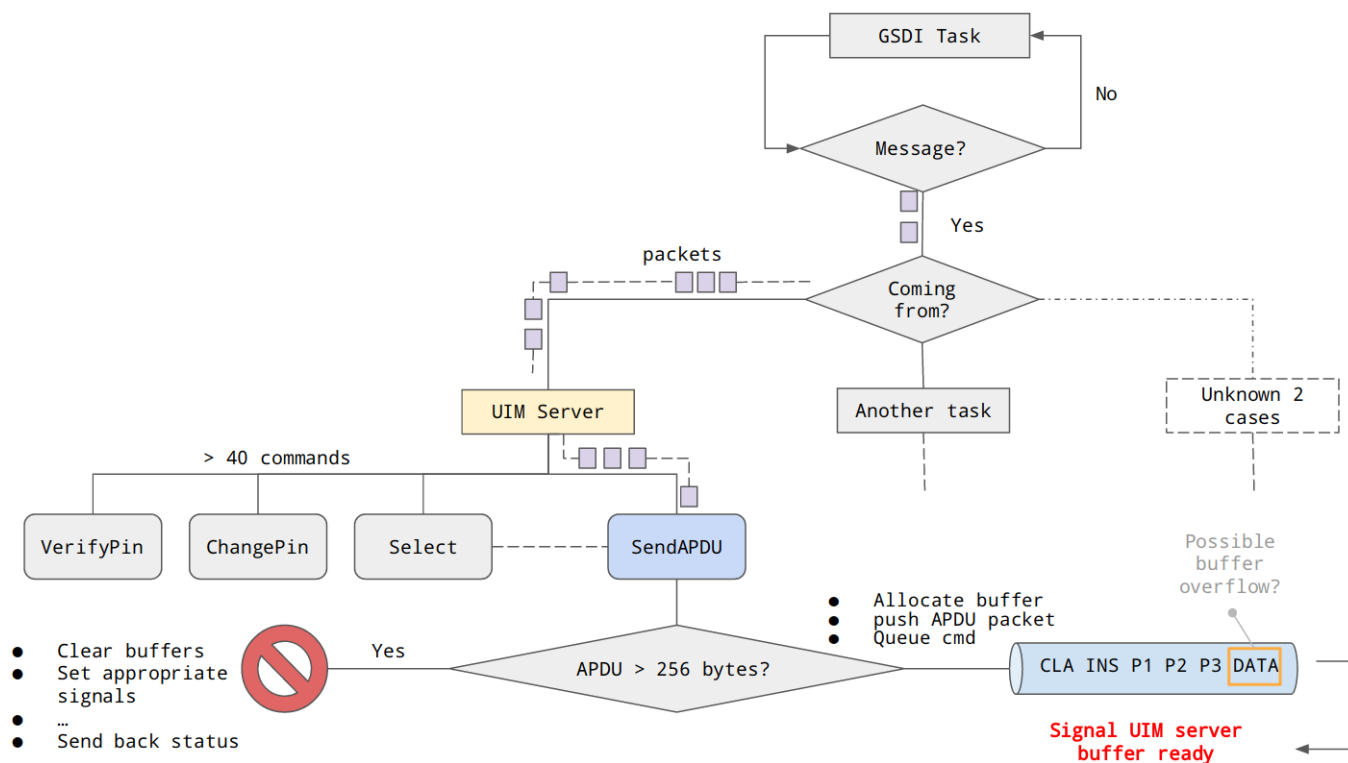 GSDI Task
No
Message?
Yes
packets
Coming
from?
UIM Server
Another task
Unknown 2
cases
> 40 commands
VerifyPin
ChangePin
Select
SendAPDU
Possible
buffer
overflow?
● Allocate buffer
● push APDU packet
● Queue cmd
● Clear buffers
● Set appropriate
signals
● …
● Send back status
Yes
APDU > 256 bytes?
CLA INS P1 P2 P3 DATA
Signal UIM server
buffer ready